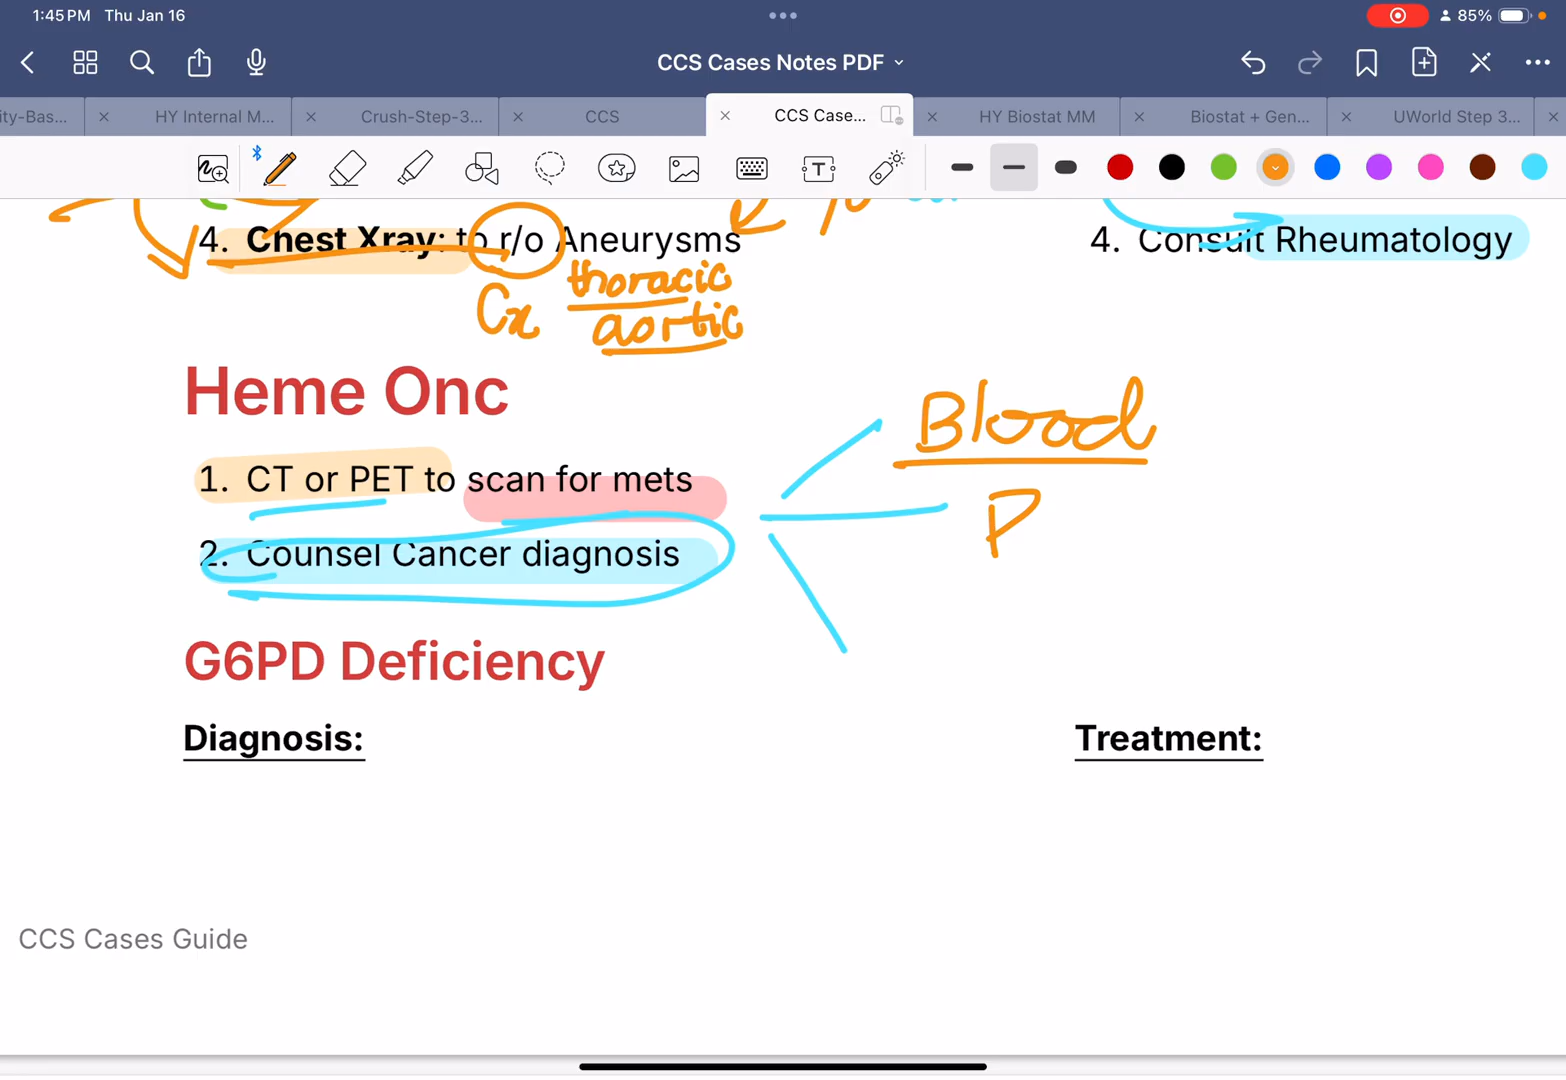 1:45 PM Thu Jan 16
85%
CCS Cases Notes PDF
ity-Bas...
HY Internal M...
Crush-Step-3...
CCS
CCS Case...
HY Biostat MM
Biostat + Gen...
UWorld Step 3...
4. Chest Xray: to r/o Aneurysms
Cx thoracic
aortic
4. Consult Rheumatology
Heme Onc
1. CT or PET to scan for mets
2. Counsel Cancer diagnosis
Blood
P
G6PD Deficiency
Diagnosis:
Treatment:
CCS Cases Guide